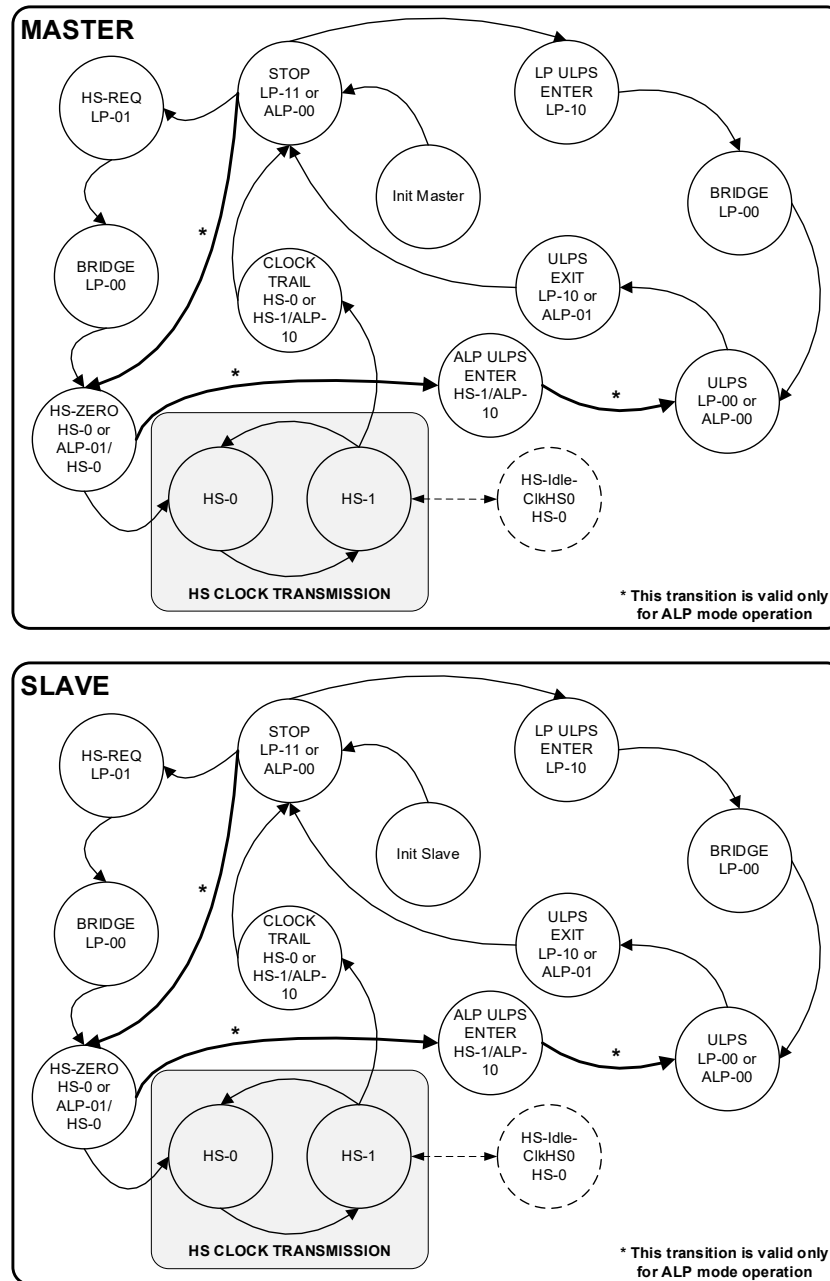 MASTER
STOP
LP-11 or
ALP-00
LP ULPS
ENTER
LP-10
HS-REQ
LP-01
BRIDGE
LP-00
Init Master
*
BRIDGE
LP-00
CLOCK
TRAIL
HS-0 or
HS-1/ALP-
10
ULPS
EXIT
LP-10 or
ALP-01
*
ALP ULPS
ENTER
HS-1/ALP-
10
*
ULPS
LP-00 or
ALP-00
HS-ZERO
HS-0 or
ALP-01/
HS-0
HS-0
HS-1
HS-Idle-
ClkHS0
HS-0
HS CLOCK TRANSMISSION
* This transition is valid only
for ALP mode operation
SLAVE
STOP
LP-11 or
ALP-00
LP ULPS
ENTER
LP-10
HS-REQ
LP-01
BRIDGE
LP-00
Init Slave
*
BRIDGE
LP-00
CLOCK
TRAIL
HS-0 or
HS-1/ALP-
10
ULPS
EXIT
LP-10 or
ALP-01
*
ALP ULPS
ENTER
HS-1/ALP-
10
*
ULPS
LP-00 or
ALP-00
HS-ZERO
HS-0 or
ALP-01/
HS-0
HS-0
HS-1
HS-Idle-
ClkHS0
HS-0
HS CLOCK TRANSMISSION
* This transition is valid only
for ALP mode operation